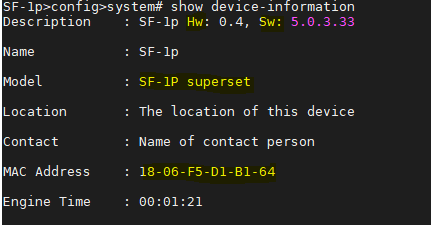 SF-1p>config>system# show device-information
Description : SF-1p Hw: 0.4, Sw: 5.0.3.33
Name : SF-1p
Model : SF-1P superset
Location : The location of this device
Contact : Name of contact person
MAC Address : 18-06-F5-D1-B1-64
Engine Time : 00:01:21